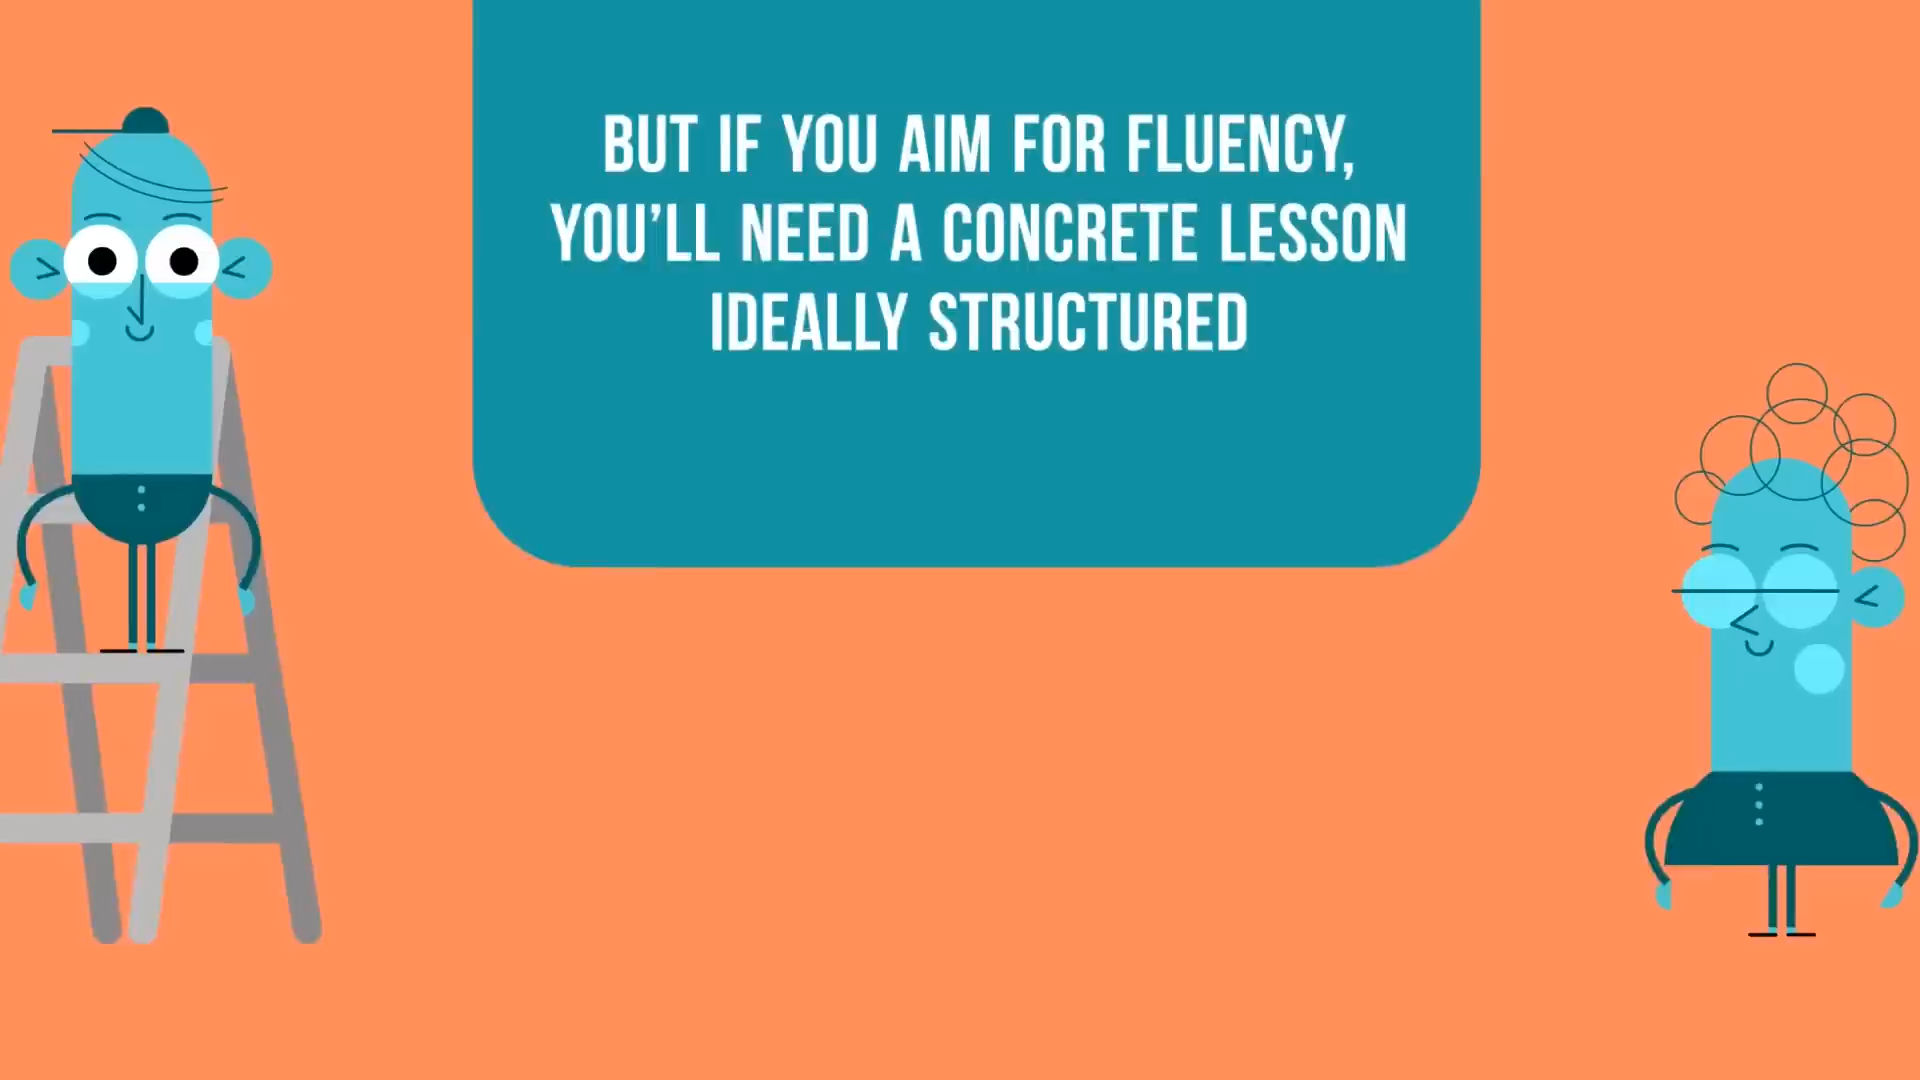 BUT IF YOU AIM FOR FLUENCY,
YOU’LL NEED A CONCRETE LESSON
IDEALLY STRUCTURED